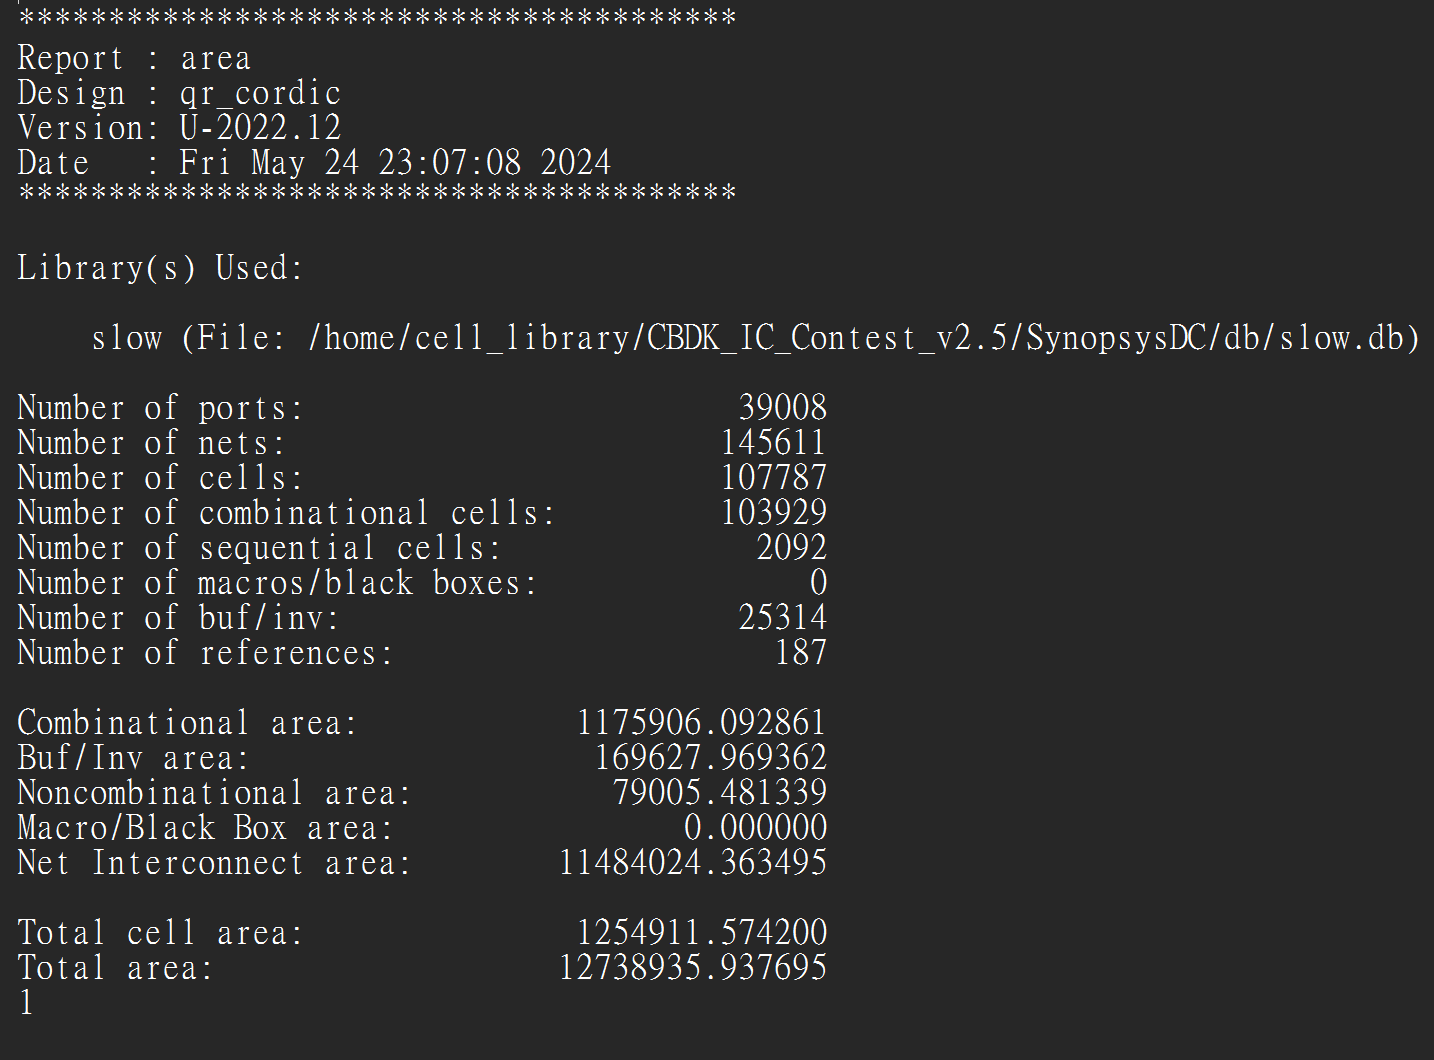 ****************************************
Report : area
Design : qr_cordic
Version: U-2022.12
Date   : Fri May 24 23:07:08 2024
****************************************
Library(s) Used:
    slow (File: /home/cell_library/CBDK_IC_Contest_v2.5/SynopsysDC/db/slow.db)
Number of ports:                        39008
Number of nets:                        145611
Number of cells:                       107787
Number of combinational cells:         103929
Number of sequential cells:              2092
Number of macros/black boxes:               0
Number of buf/inv:                      25314
Number of references:                     187
Combinational area:            1175906.092861
Buf/Inv area:                   169627.969362
Noncombinational area:           79005.481339
Macro/Black Box area:                0.000000
Net Interconnect area:        11484024.363495
Total cell area:               1254911.574200
Total area:                   12738935.937695
1